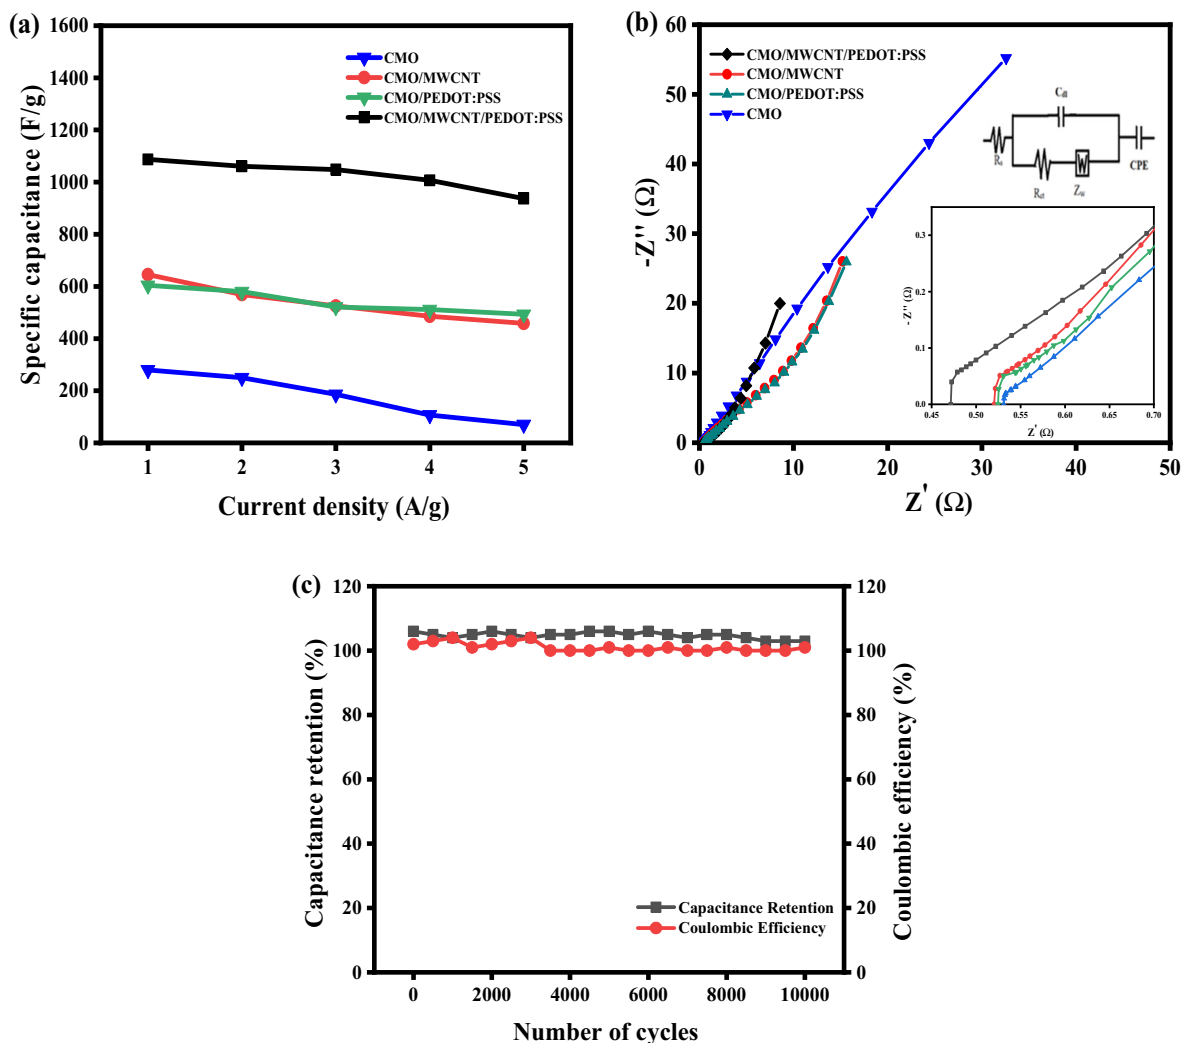 (a)
1600
1400
1200
1000
800
600
400
200
0
1
2
3
4
5
Specific capacitance (F/g)
Current density (A/g)
CMO
CMO/MWCNT
CMO/PEDOT:PSS
CMO/MWCNT/PEDOT:PSS
(b)
60
50
40
30
20
10
0
0
10
20
30
40
50
-Z'' (Ω)
Z' (Ω)
CMO/MWCNT/PEDOT:PSS
CMO/MWCNT
CMO/PEDOT:PSS
CMO
Cdl
Rs
Rct
Zw
CPE
0.3
0.2
0.1
0.0
0.45
0.50
0.55
0.60
0.65
0.70
-Z'' (Ω)
Z' (Ω)
(c)
120
100
80
60
40
20
0
120
100
80
60
40
20
0
0
2000
4000
6000
8000
10000
Capacitance retention (%)
Coulombic efficiency (%)
Number of cycles
Capacitance Retention
Coulombic Efficiency